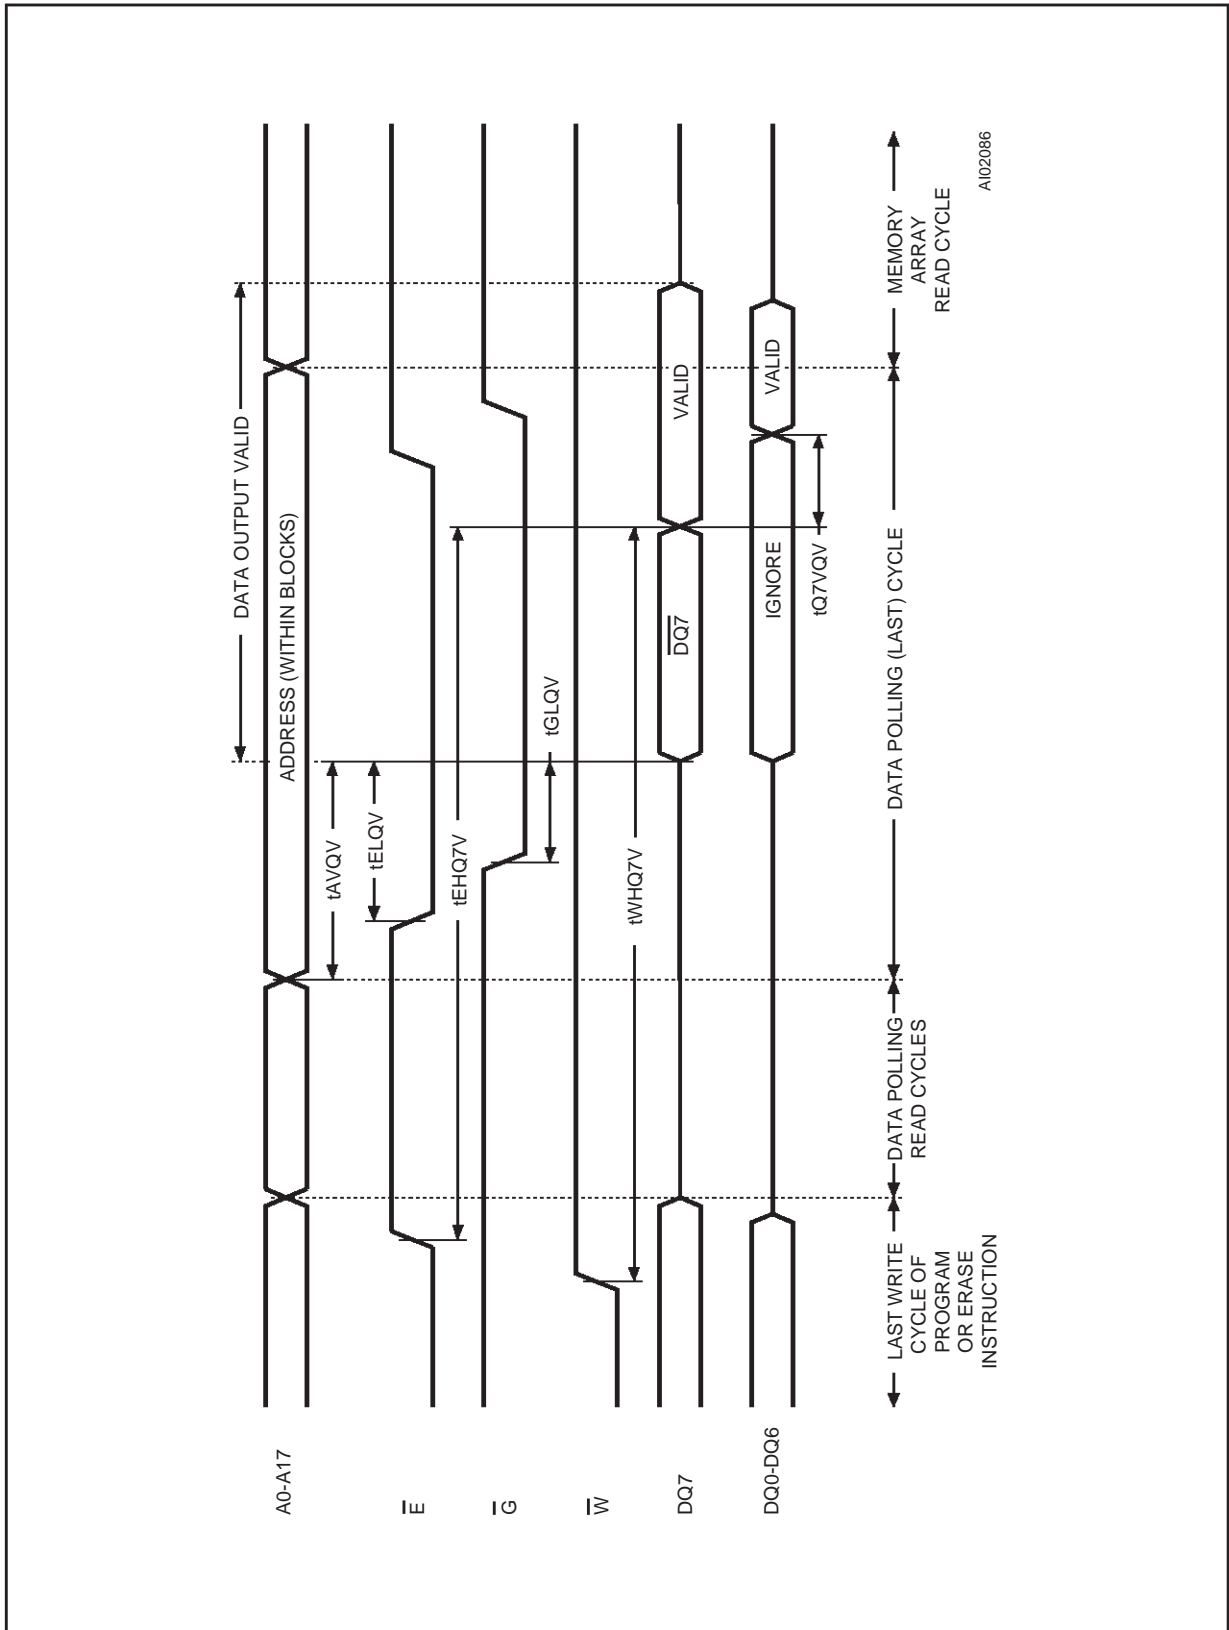 DATA OUTPUT VALID
A0-A17
ADDRESS (WITHIN BLOCKS)
tAVQV
tELQV
E̅
tEHQ7V
G̅
tGLQV
W̅
tWHQ7V
DQ7
D̅Q̅7̅
VALID
DQ0-DQ6
IGNORE
VALID
tQ7VQV
LAST WRITE
CYCLE OF
PROGRAM
OR ERASE
INSTRUCTION
DATA POLLING
READ CYCLES
DATA POLLING (LAST) CYCLE
MEMORY
ARRAY
READ CYCLE
AI02086